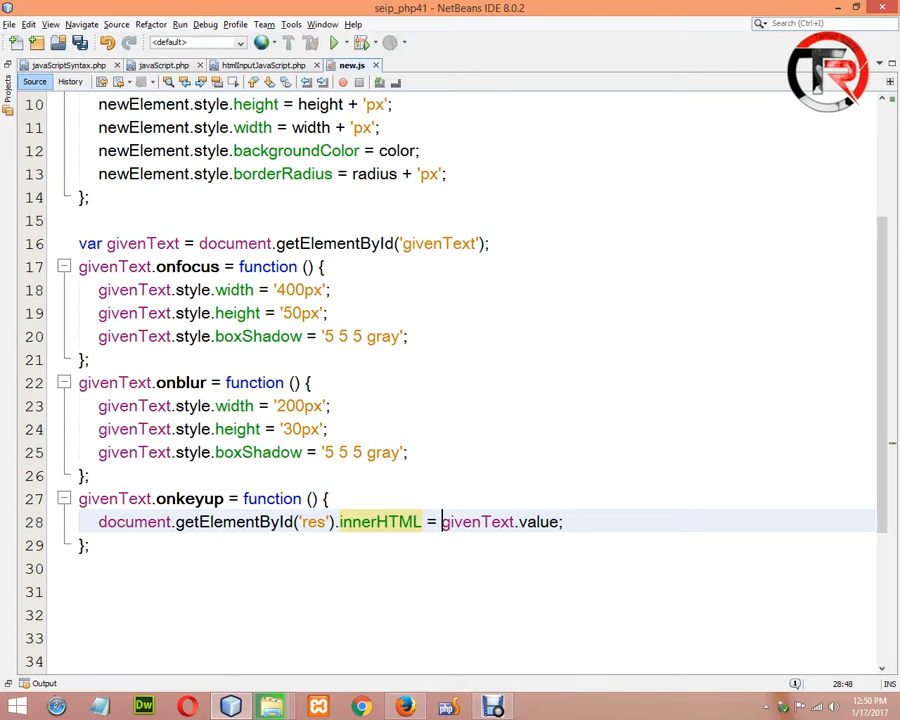 seip_php41 - NetBeans IDE 8.0.2
File Edit View Navigate Source Refactor Run Debug Profile Team Tools Window Help
Search (Ctrl+I)
<default>
javaScriptSyntax.php javaScript.php htmlInputJavaScript.php new.js
Source History
Projects
TR
10 newElement.style.height = height + 'px';
11 newElement.style.width = width + 'px';
12 newElement.style.backgroundColor = color;
13 newElement.style.borderRadius = radius + 'px';
14 };
15
16 var givenText = document.getElementById('givenText');
17 givenText.onfocus = function () {
18 givenText.style.width = '400px';
19 givenText.style.height = '50px';
20 givenText.style.boxShadow = '5 5 5 gray';
21 };
22 givenText.onblur = function () {
23 givenText.style.width = '200px';
24 givenText.style.height = '30px';
25 givenText.style.boxShadow = '5 5 5 gray';
26 };
27 givenText.onkeyup = function () {
28 document.getElementById('res').innerHTML = givenText.value;
29 };
30
31
32
33
34
Output
28:48 INS
Dw
php
12:50 PM
1/17/2017